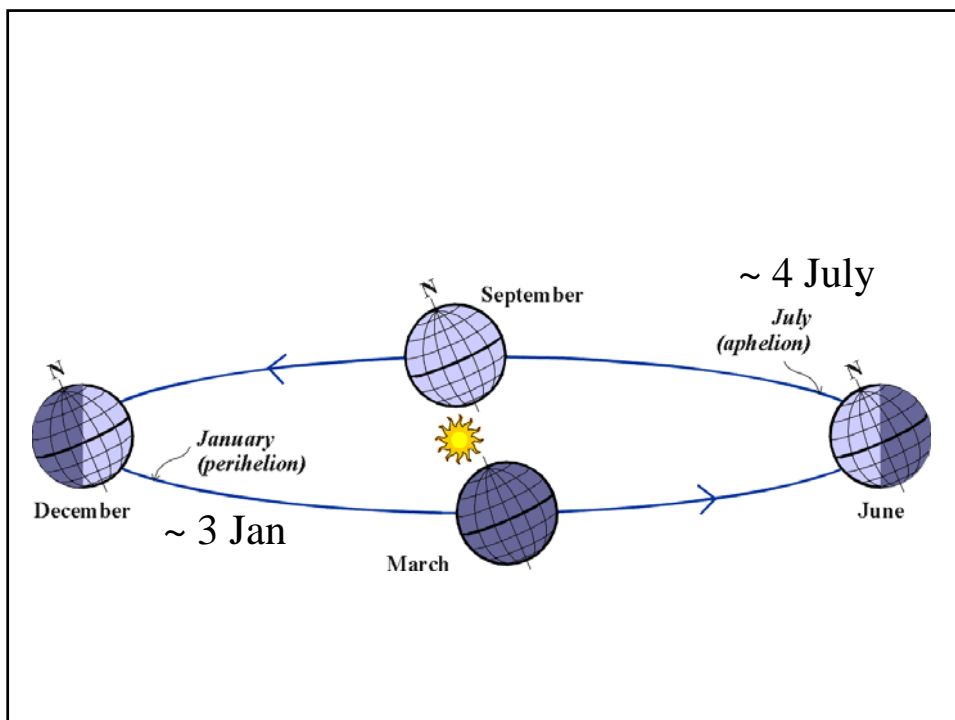 ~ 4 July
N
September
July
(aphelion)
N
N
January
(perihelion)
December
~ 3 Jan
June
March